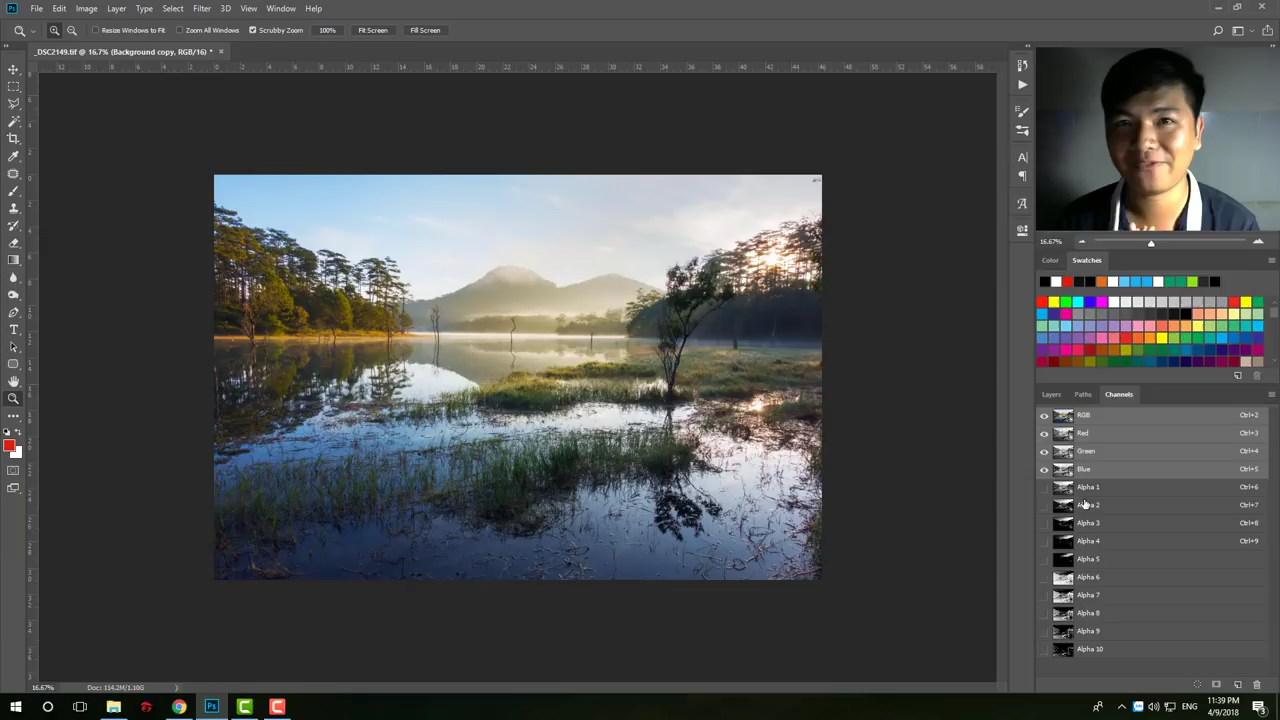 Ps File Edit Image Layer Type Select Filter 3D View Window Help
Resize Windows to Fit Zoom All Windows Scrubby Zoom 100% Fit Screen Fill Screen
_DSC2149.tif @ 16.7% (Background copy, RGB/16) * ×
16.67%
Color Swatches
Layers Paths Channels
RGB Ctrl+2
Red Ctrl+3
Green Ctrl+4
Blue Ctrl+5
Alpha 1 Ctrl+6
Alpha 2 Ctrl+7
Alpha 3 Ctrl+8
Alpha 4 Ctrl+9
Alpha 5
Alpha 6
Alpha 7
Alpha 8
Alpha 9
Alpha 10
16.67% Doc: 114.2M/1.10G
Ps
ENG
11:39 PM
4/9/2018